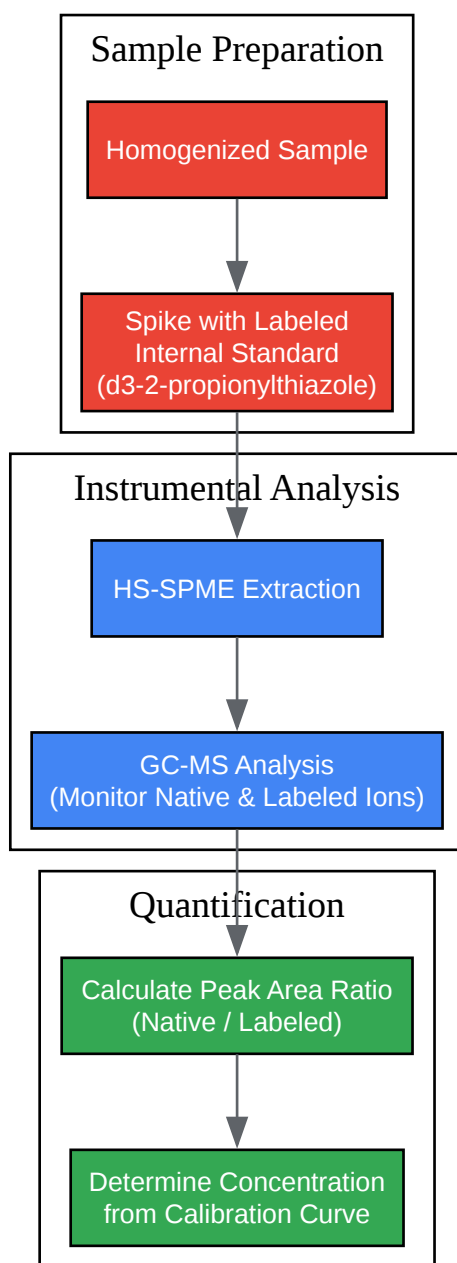 Sample Preparation
Homogenized Sample
Spike with Labeled
Internal Standard
(d3-2-propionylthiazole)
Instrumental Analysis
HS-SPME Extraction
GC-MS Analysis
(Monitor Native & Labeled Ions)
Quantification
Calculate Peak Area Ratio
(Native / Labeled)
Determine Concentration
from Calibration Curve